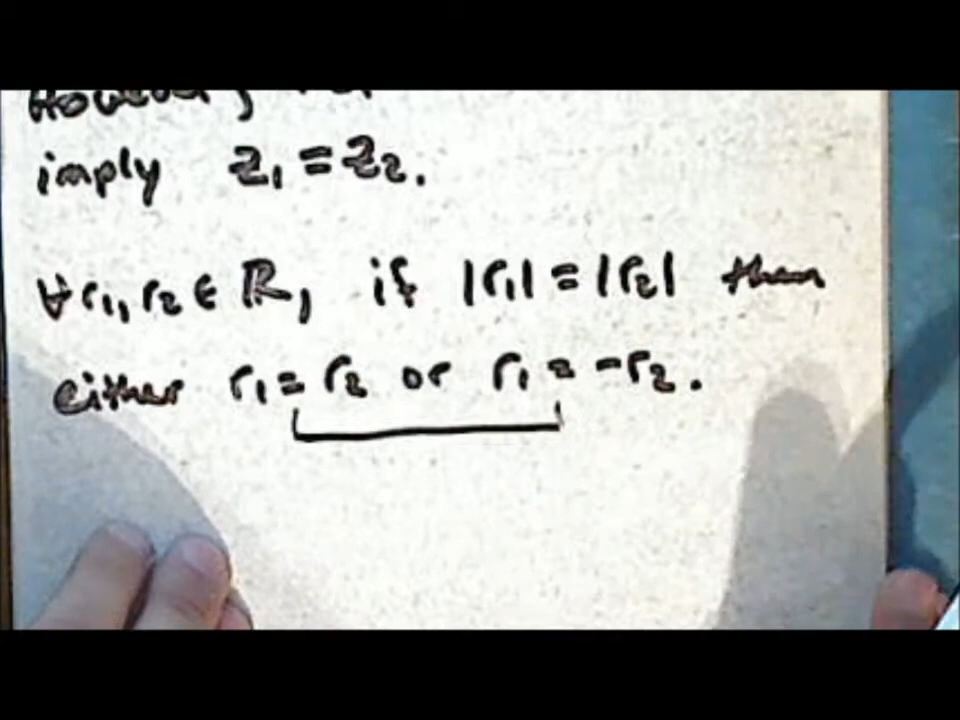 imply z₁ = z₂.
∀r₁, r₂ ∈ ℝ, if |r₁| = |r₂| then
either r₁ = r₂ or r₁ = -r₂.